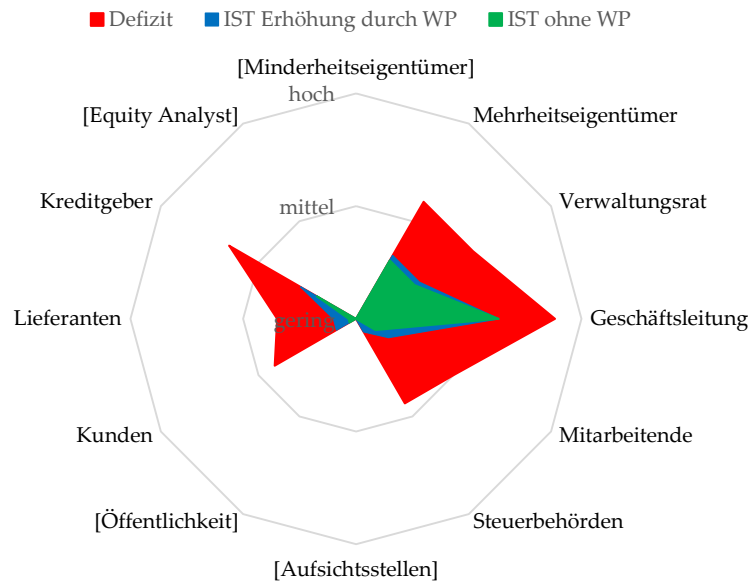 Defizit IST Erhöhung durch WP IST ohne WP
[Minderheitseigentümer]
hoch
[Equity Analyst] Mehrheitseigentümer
Kreditgeber mittel Verwaltungsrat
Lieferanten gering Geschäftsleitung
Kunden Mitarbeitende
[Öffentlichkeit] Steuerbehörden
[Aufsichtsstellen]